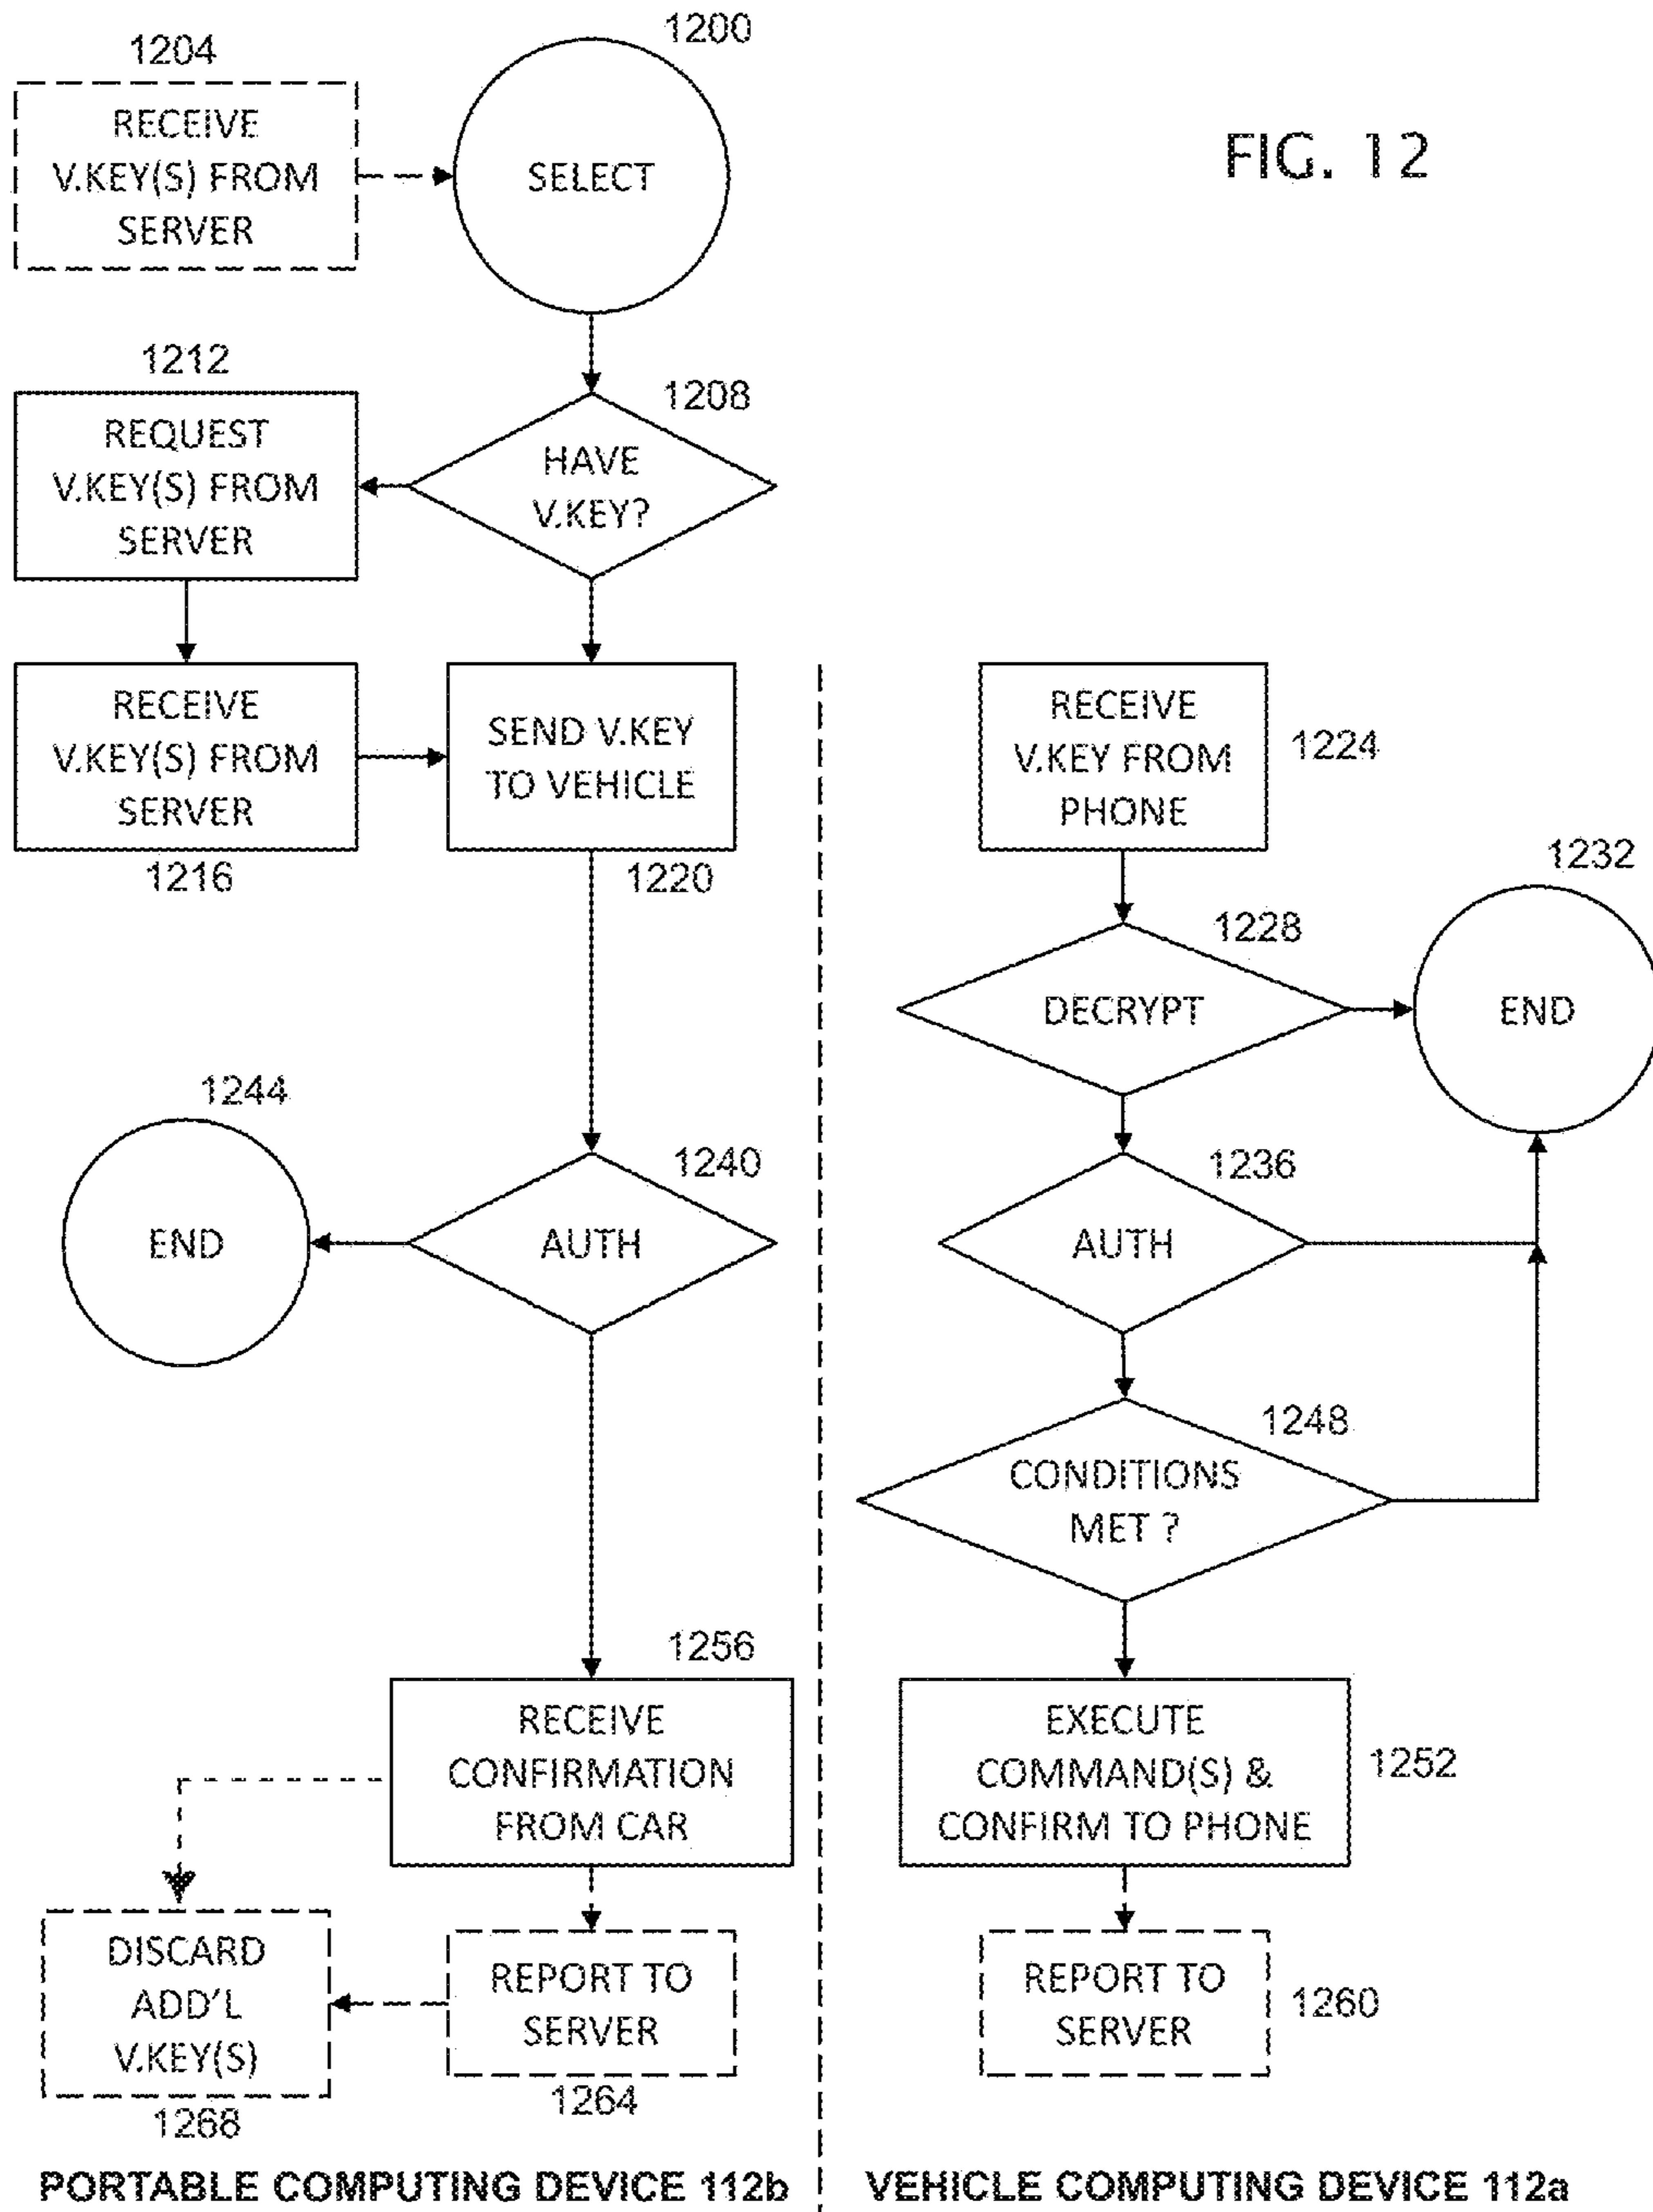 1200
1204
RECEIVE
V.KEY(S) FROM
SERVER
SELECT
FIG. 12
1212
REQUEST
V.KEY(S) FROM
SERVER
1208
HAVE
V.KEY?
RECEIVE
V.KEY(S) FROM
SERVER
1216
SEND V.KEY
TO VEHICLE
1220
RECEIVE
V.KEY FROM
PHONE
1224
1228
DECRYPT
1232
END
1244
END
1240
AUTH
1236
AUTH
1248
CONDITIONS
MET ?
1256
RECEIVE
CONFIRMATION
FROM CAR
EXECUTE
COMMAND(S) &
CONFIRM TO PHONE
1252
DISCARD
ADD'L
V.KEY(S)
1268
REPORT TO
SERVER
1264
REPORT TO
SERVER
1260
PORTABLE COMPUTING DEVICE 112b
VEHICLE COMPUTING DEVICE 112a